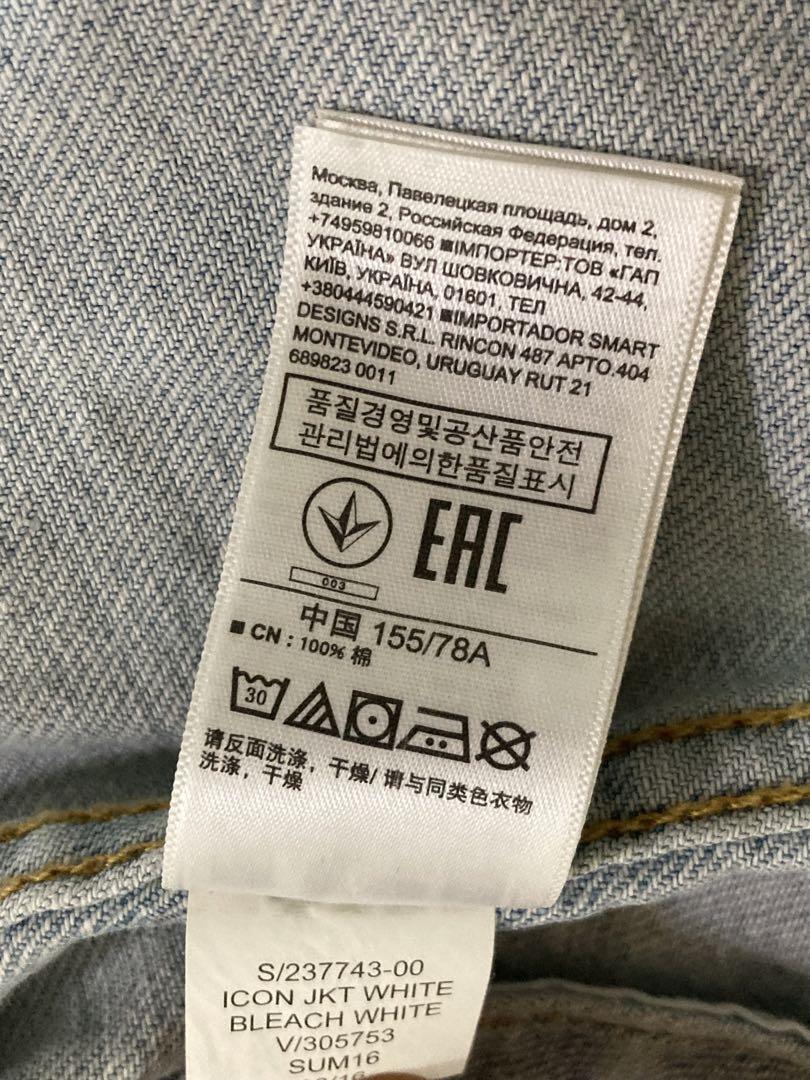 Москва, Павелецкая площадь, дом 2,
здание 2, Российская Федерация, тел.
+74959810066 ■ІМПОРТЕР:ТОВ «ГАП
УКРАЇНА» ВУЛ ШОВКОВИЧНА, 42-44,
КИЇВ, УКРАЇНА, 01601, ТЕЛ
+380444590421 ■IMPORTADOR SMART
DESIGNS S.R.L. RINCON 487 APTO.404
MONTEVIDEO, URUGUAY RUT 21
689823 0011
품질경영및공산품안전
관리법에의한품질표시
EAC
003
中国 155/78A
■ CN : 100% 棉
30
请反面洗涤, 干燥/ 请与同类色衣物
洗涤, 干燥
S/237743-00
ICON JKT WHITE
BLEACH WHITE
V/305753
SUM16